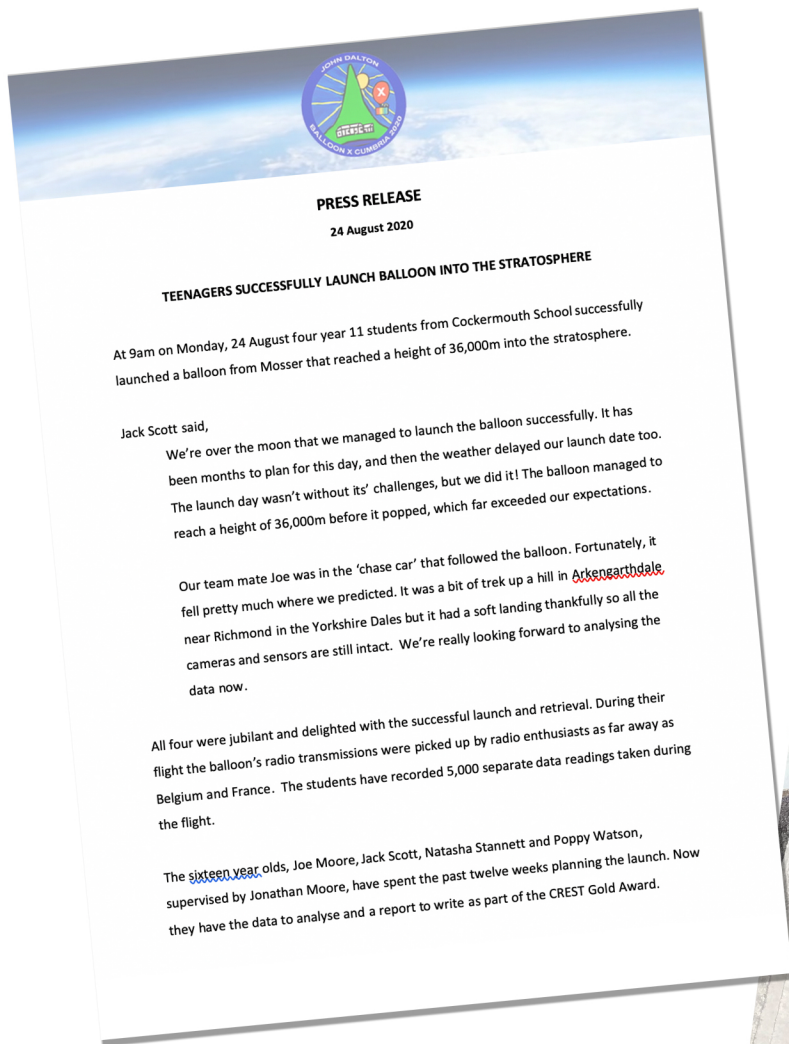 JOHN DALTON
X
BALLOON X CUMBRIA 2020
PRESS RELEASE
24 August 2020
TEENAGERS SUCCESSFULLY LAUNCH BALLOON INTO THE STRATOSPHERE
At 9am on Monday, 24 August four year 11 students from Cockermouth School successfully
launched a balloon from Mosser that reached a height of 36,000m into the stratosphere.
Jack Scott said,
We’re over the moon that we managed to launch the balloon successfully. It has
been months to plan for this day, and then the weather delayed our launch date too.
The launch day wasn’t without its’ challenges, but we did it! The balloon managed to
reach a height of 36,000m before it popped, which far exceeded our expectations.
Our team mate Joe was in the ‘chase car’ that followed the balloon. Fortunately, it
fell pretty much where we predicted. It was a bit of trek up a hill in Arkengarthdale,
near Richmond in the Yorkshire Dales but it had a soft landing thankfully so all the
cameras and sensors are still intact.  We’re really looking forward to analysing the
data now.
All four were jubilant and delighted with the successful launch and retrieval. During their
flight the balloon’s radio transmissions were picked up by radio enthusiasts as far away as
Belgium and France.  The students have recorded 5,000 separate data readings taken during
the flight.
The sixteen year olds, Joe Moore, Jack Scott, Natasha Stannett and Poppy Watson,
supervised by Jonathan Moore, have spent the past twelve weeks planning the launch. Now
they have the data to analyse and a report to write as part of the CREST Gold Award.